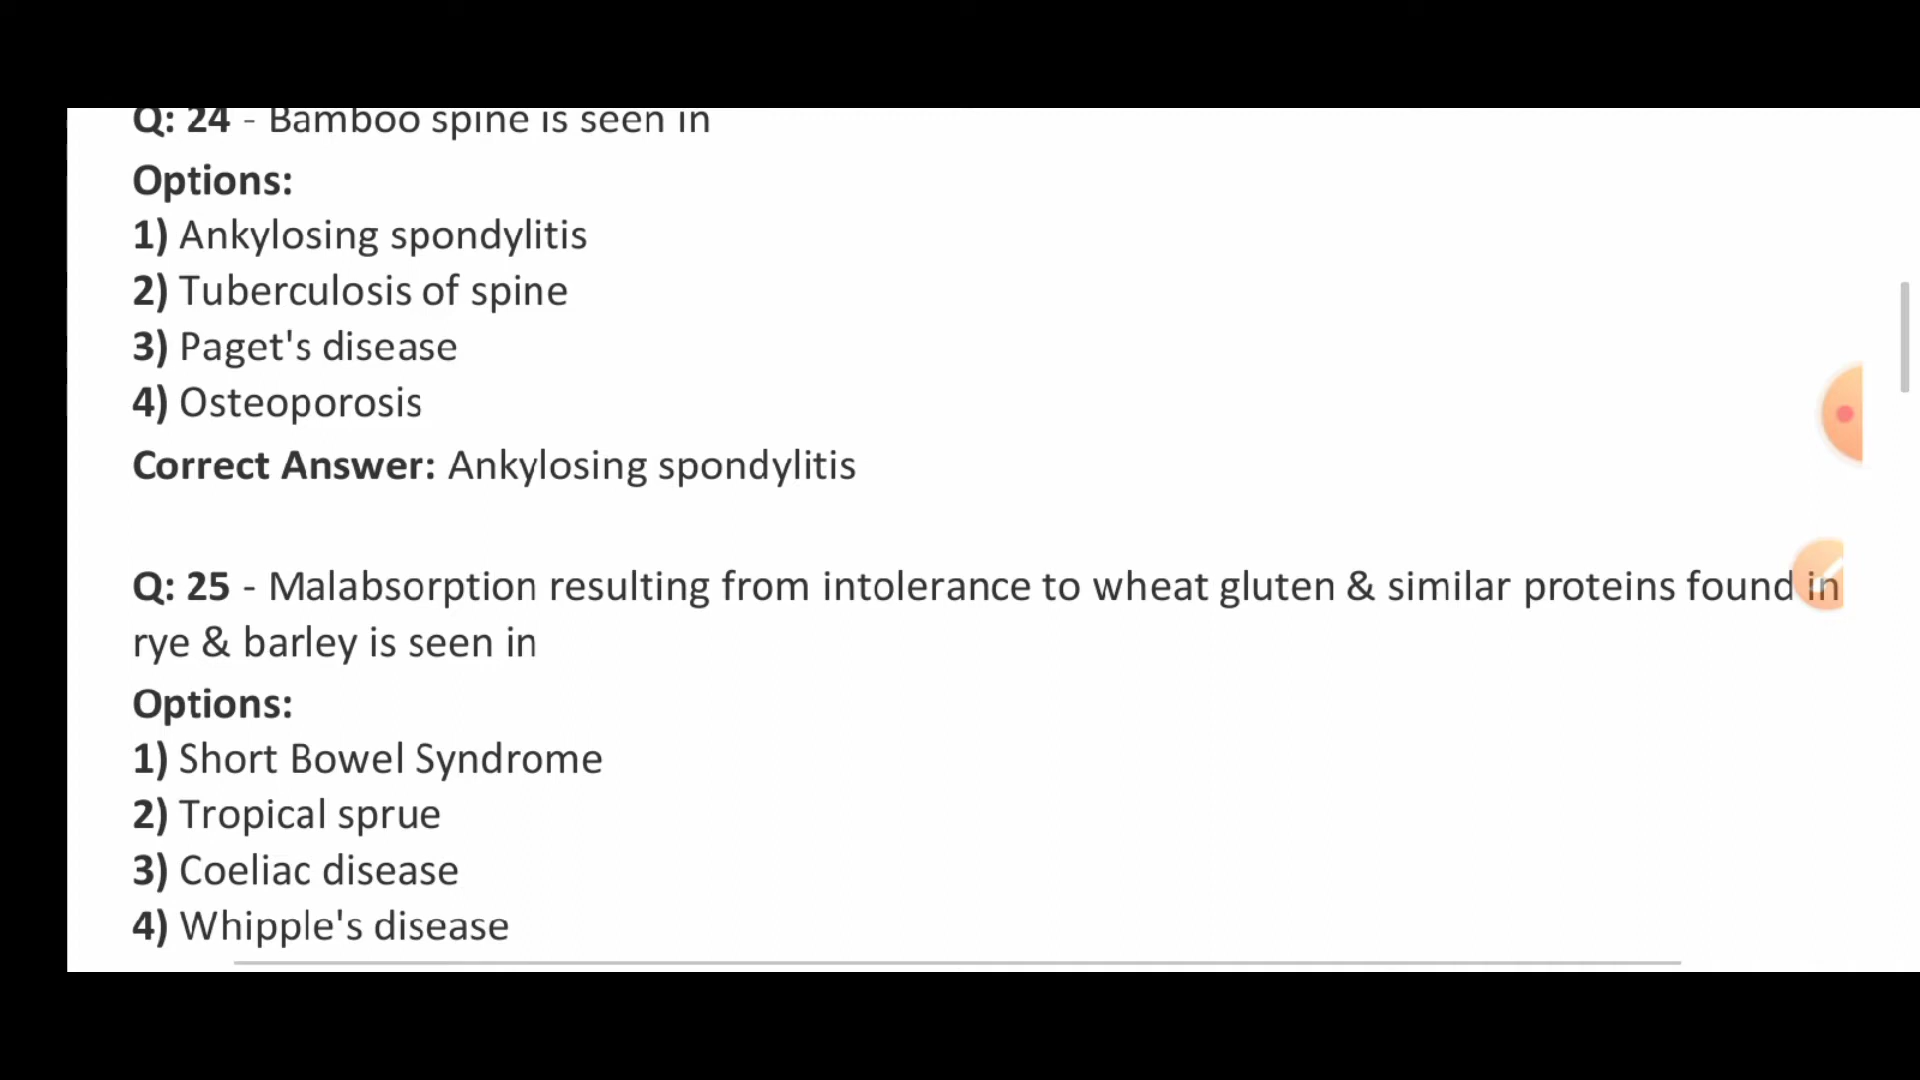 Q: 24 - Bamboo spine is seen in
Options:
1) Ankylosing spondylitis
2) Tuberculosis of spine
3) Paget's disease
4) Osteoporosis
Correct Answer: Ankylosing spondylitis
Q: 25 - Malabsorption resulting from intolerance to wheat gluten & similar proteins found in
rye & barley is seen in
Options:
1) Short Bowel Syndrome
2) Tropical sprue
3) Coeliac disease
4) Whipple's disease